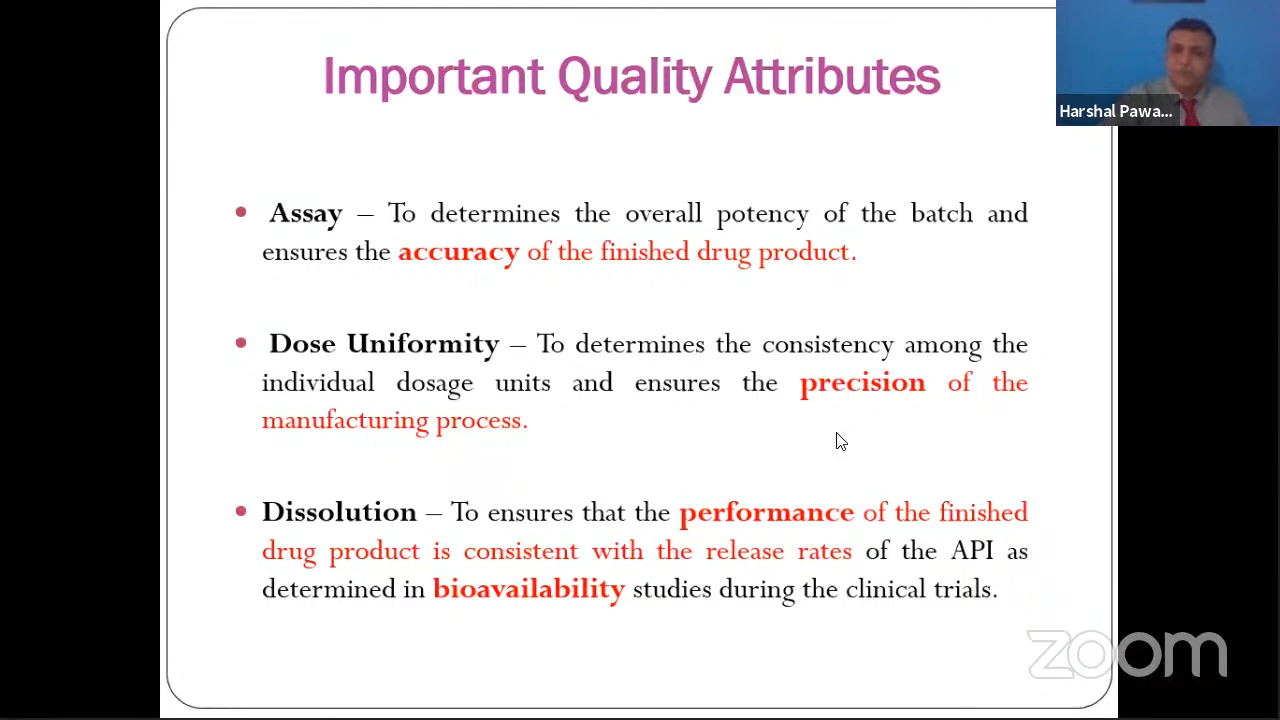 Important Quality Attributes
Harshal Pawa...
• Assay – To determines the overall potency of the batch and
ensures the accuracy of the finished drug product.
• Dose Uniformity – To determines the consistency among the
individual dosage units and ensures the precision of the
manufacturing process.
• Dissolution – To ensures that the performance of the finished
drug product is consistent with the release rates of the API as
determined in bioavailability studies during the clinical trials.
zoom